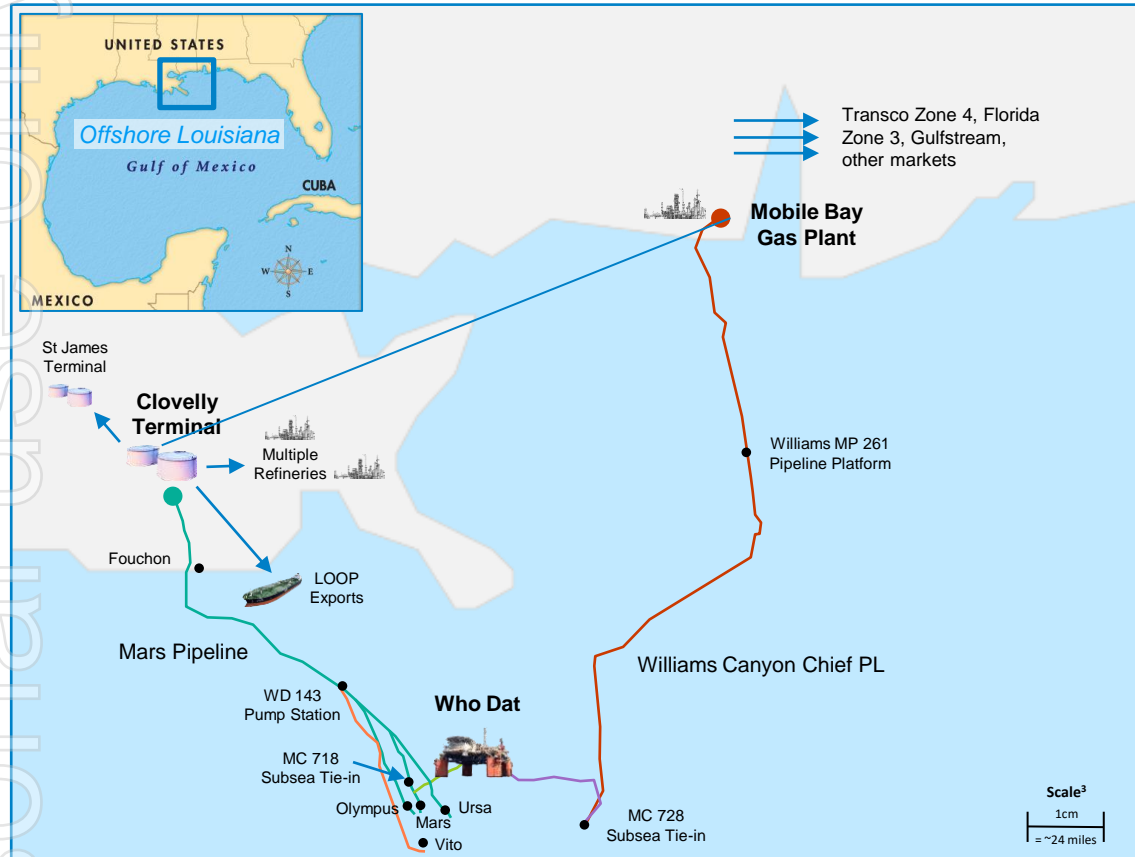 UNITED STATES
Offshore Louisiana
Gulf of Mexico
CUBA
N
W
E
S
MEXICO
Transco Zone 4, Florida
Zone 3, Gulfstream,
other markets
Mobile Bay
Gas Plant
St James
Terminal
Clovelly
Terminal
Multiple
Refineries
Williams MP 261
Pipeline Platform
Fouchon
LOOP
Exports
Mars Pipeline
Williams Canyon Chief PL
WD 143
Pump Station
Who Dat
MC 718
Subsea Tie-in
Olympus
Mars
Ursa
Vito
MC 728
Subsea Tie-in
Scale³
1cm
= ~24 miles